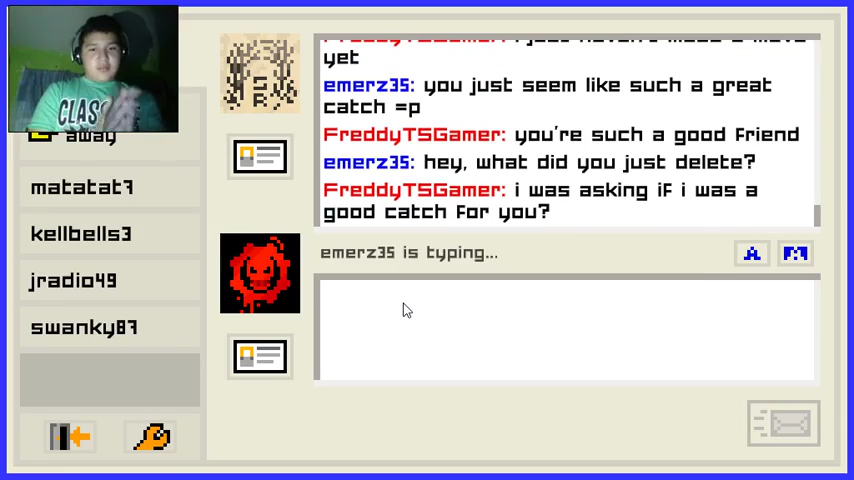 CLASS
away
matatat7
kellbells3
jradio49
swanky87
yet
emerz35: you just seem like such a great
catch =p
FreddyTSGamer: you're such a good friend
emerz35: hey, what did you just delete?
FreddyTSGamer: i was asking if i was a
good catch for you?
emerz35 is typing...
A